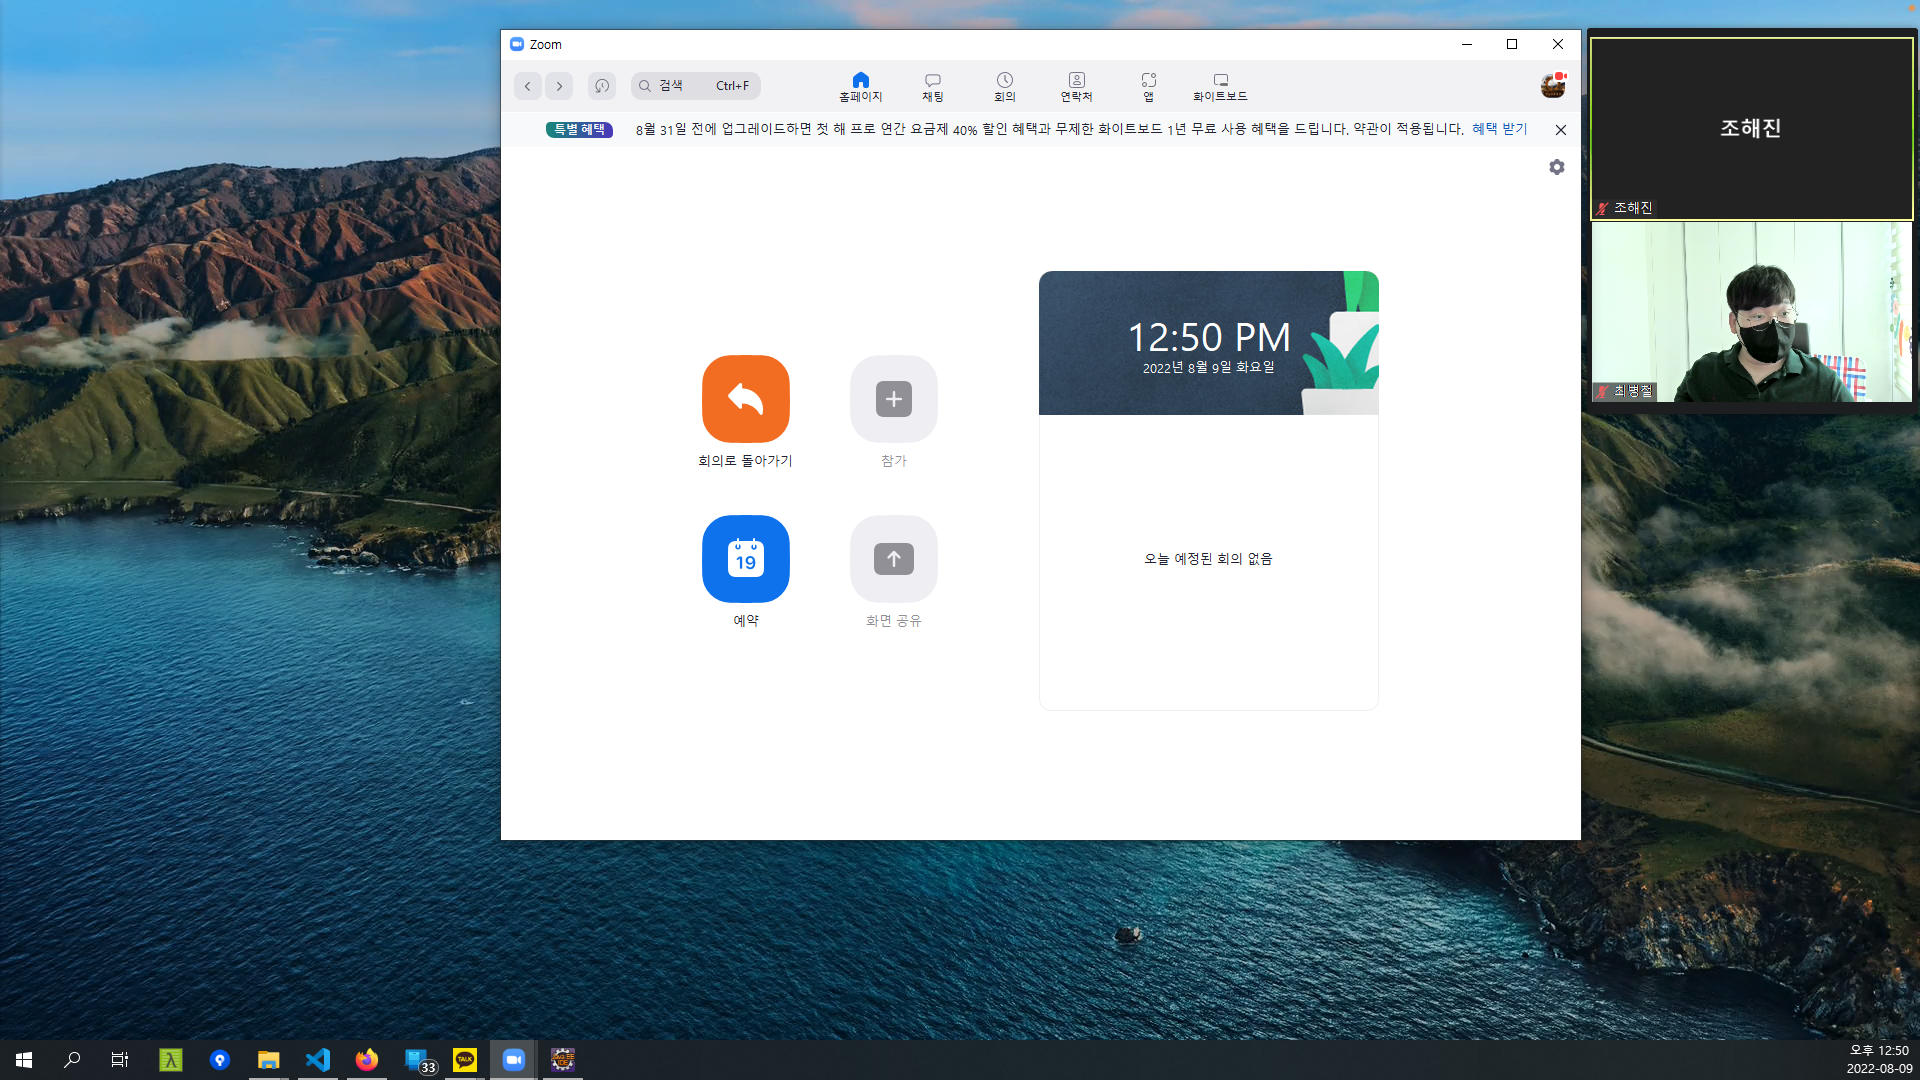 Zoom
검색 Ctrl+F
홈페이지
채팅
회의
연락처
앱
화이트보드
특별 혜택
8월 31일 전에 업그레이드하면 첫 해 프로 연간 요금제 40% 할인 혜택과 무제한 화이트보드 1년 무료 사용 혜택을 드립니다. 약관이 적용됩니다. 혜택 받기
회의로 돌아가기
참가
19
예약
화면 공유
12:50 PM
2022년 8월 9일 화요일
오늘 예정된 회의 없음
조해진
조해진
최병철
33
TALK
오후 12:50
2022-08-09